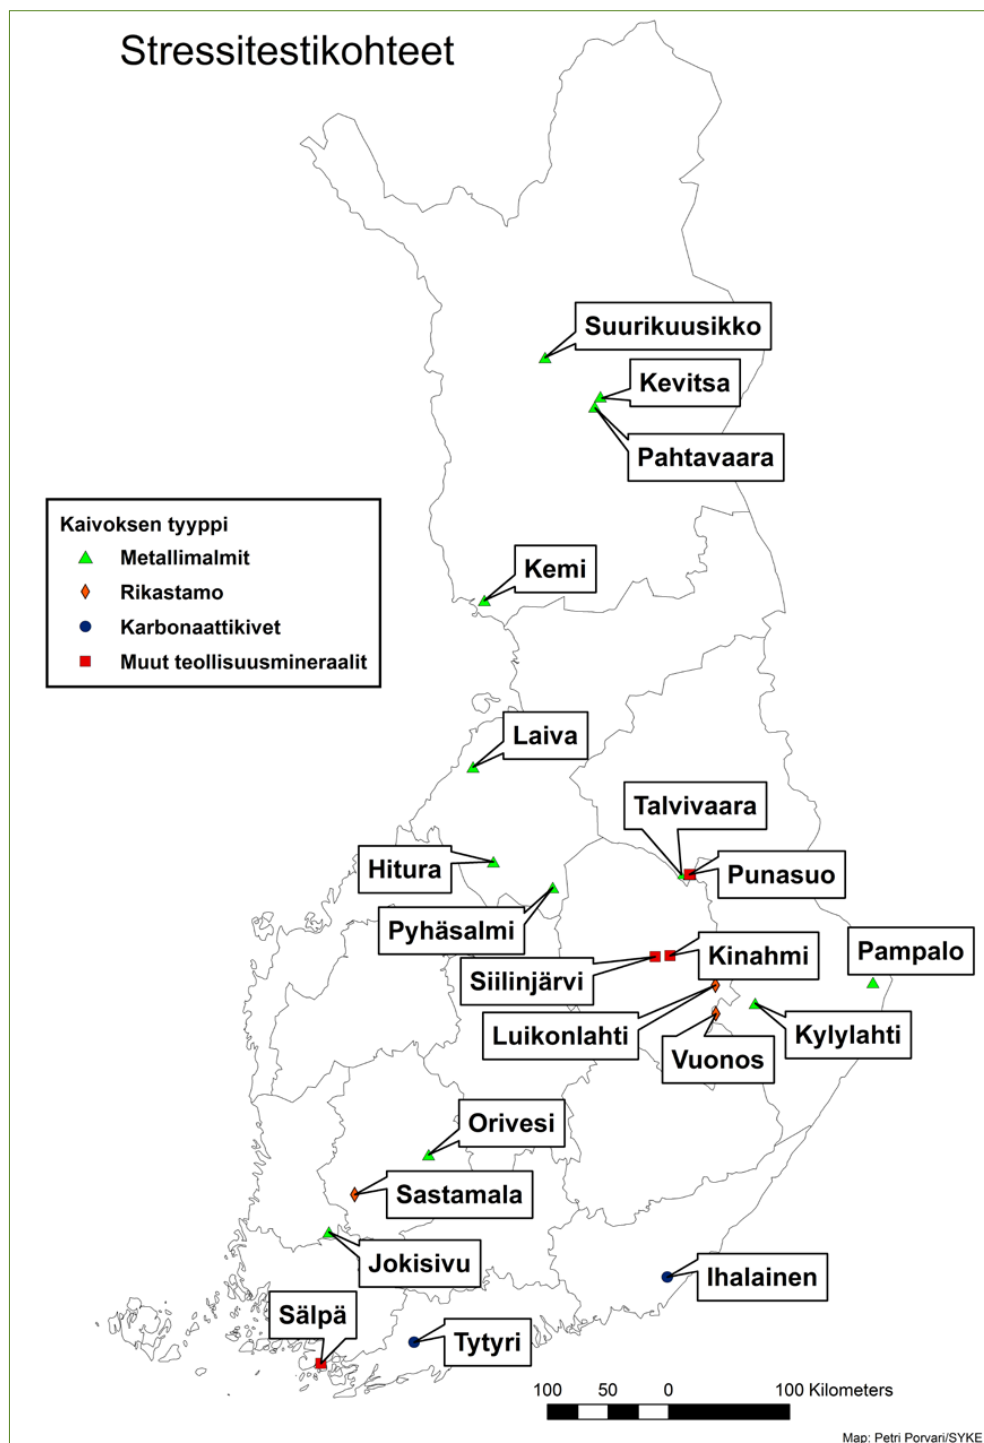 Stressitestikohteet
Suurikuusikko
Kevitsa
Pahtavaara
Kaivoksen tyyppi
Metallimalmit
Rikastamo
Karbonaattikivet
Muut teollisuusmineraalit
Kemi
Laiva
Talvivaara
Hitura
Punasuo
Pyhäsalmi
Kinahmi
Pampalo
Siilinjärvi
Luikonlahti
Kylylahti
Vuonos
Orivesi
Sastamala
Jokisivu
Ihalainen
Sälpä
Tytyri
100 50 0 100 Kilometers
Map: Petri Porvari/SYKE